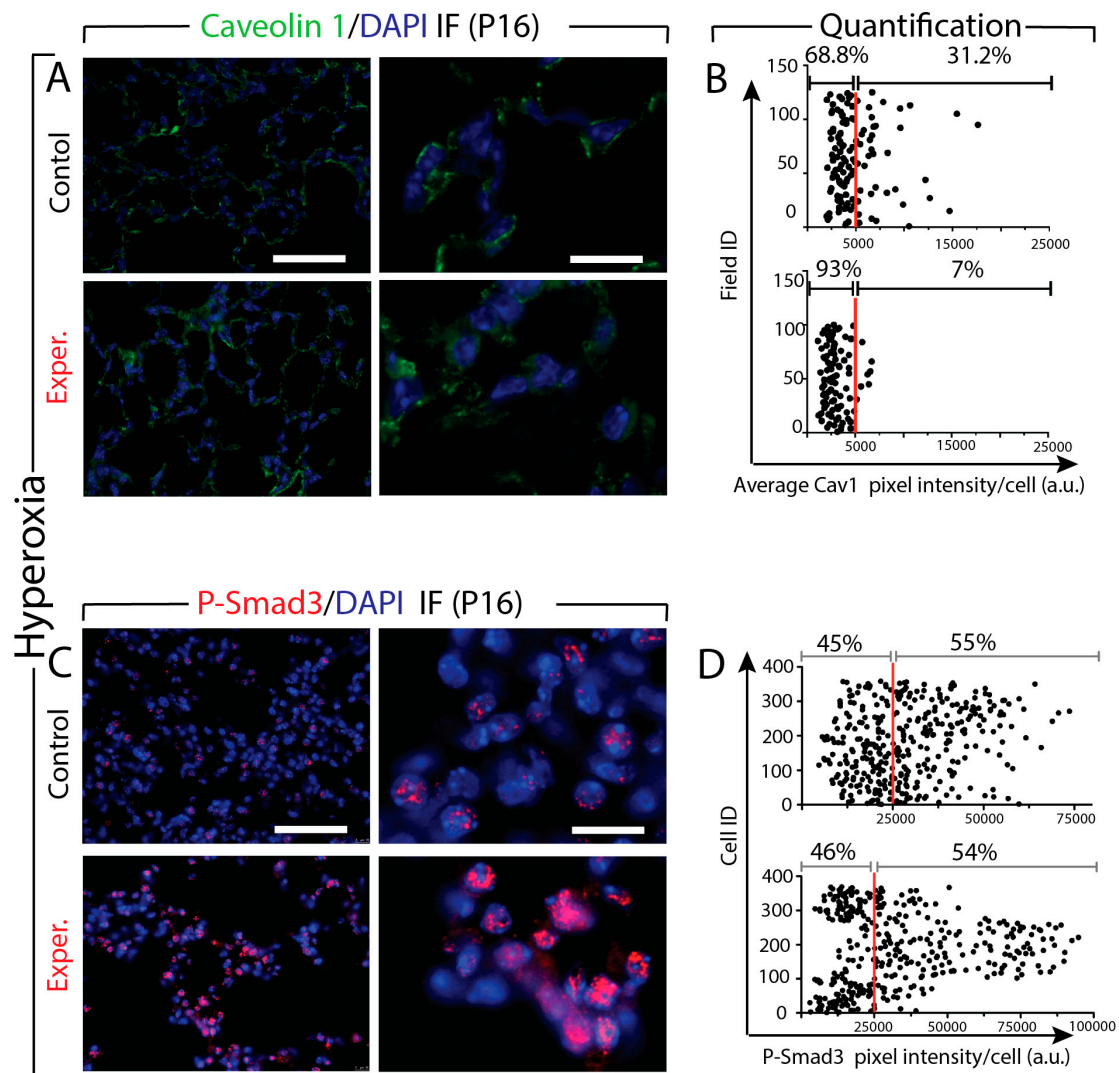 Caveolin 1/DAPI IF (P16)
Quantification
A
Contol
Exper.
B
68.8% 31.2%
150
100
50
0
5000 15000 25000
93% 7%
150
100
50
0
5000 15000 25000
Field ID
Average Cav1 pixel intensity/cell (a.u.)
Hyperoxia
P-Smad3/DAPI IF (P16)
C
Control
Exper.
D
45% 55%
400
300
200
100
0
25000 50000 75000
46% 54%
400
300
200
100
0
25000 50000 75000 100000
Cell ID
P-Smad3 pixel intensity/cell (a.u.)